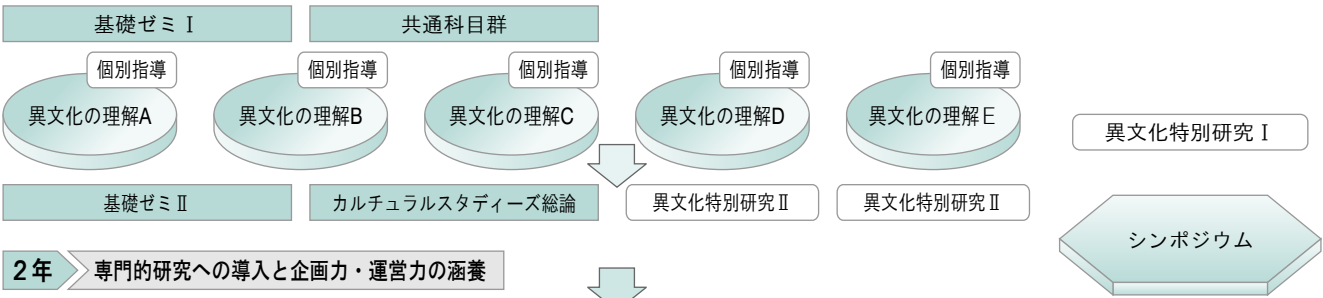 基礎ゼミⅠ
共通科目群
個別指導
個別指導
個別指導
個別指導
個別指導
異文化の理解A
異文化の理解B
異文化の理解C
異文化の理解D
異文化の理解E
異文化特別研究Ⅰ
基礎ゼミⅡ
カルチュラルスタディーズ総論
異文化特別研究Ⅱ
異文化特別研究Ⅱ
シンポジウム
2年
専門的研究への導入と企画力・運営力の涵養